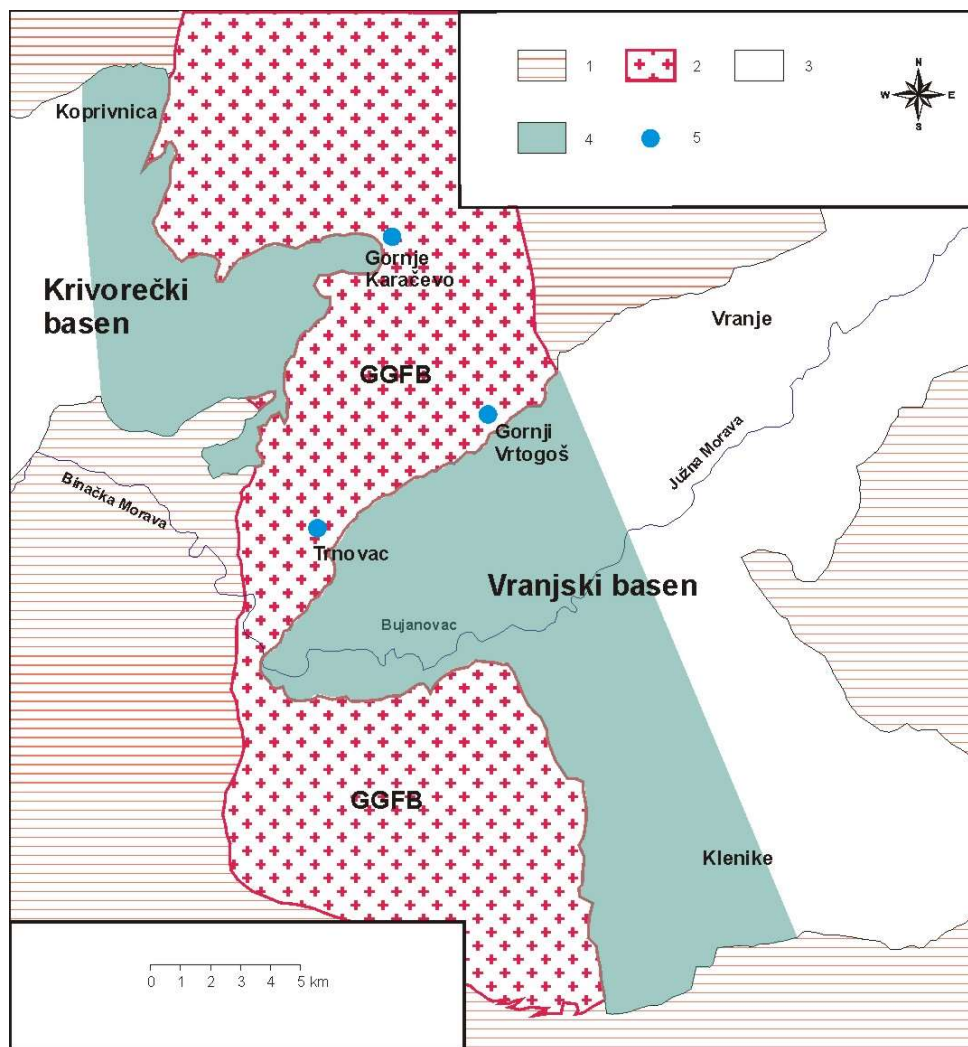 1 2 3
4 5
N
W E
S
Koprivnica
Gornje
Karačevo
Krivorečki
basen
Vranje
GGFB
Gornji
Vrtogoš
Južna Morava
Binačka Morava
Trnovac
Vranjski basen
Bujanovac
GGFB
Klenike
0 1 2 3 4 5 km